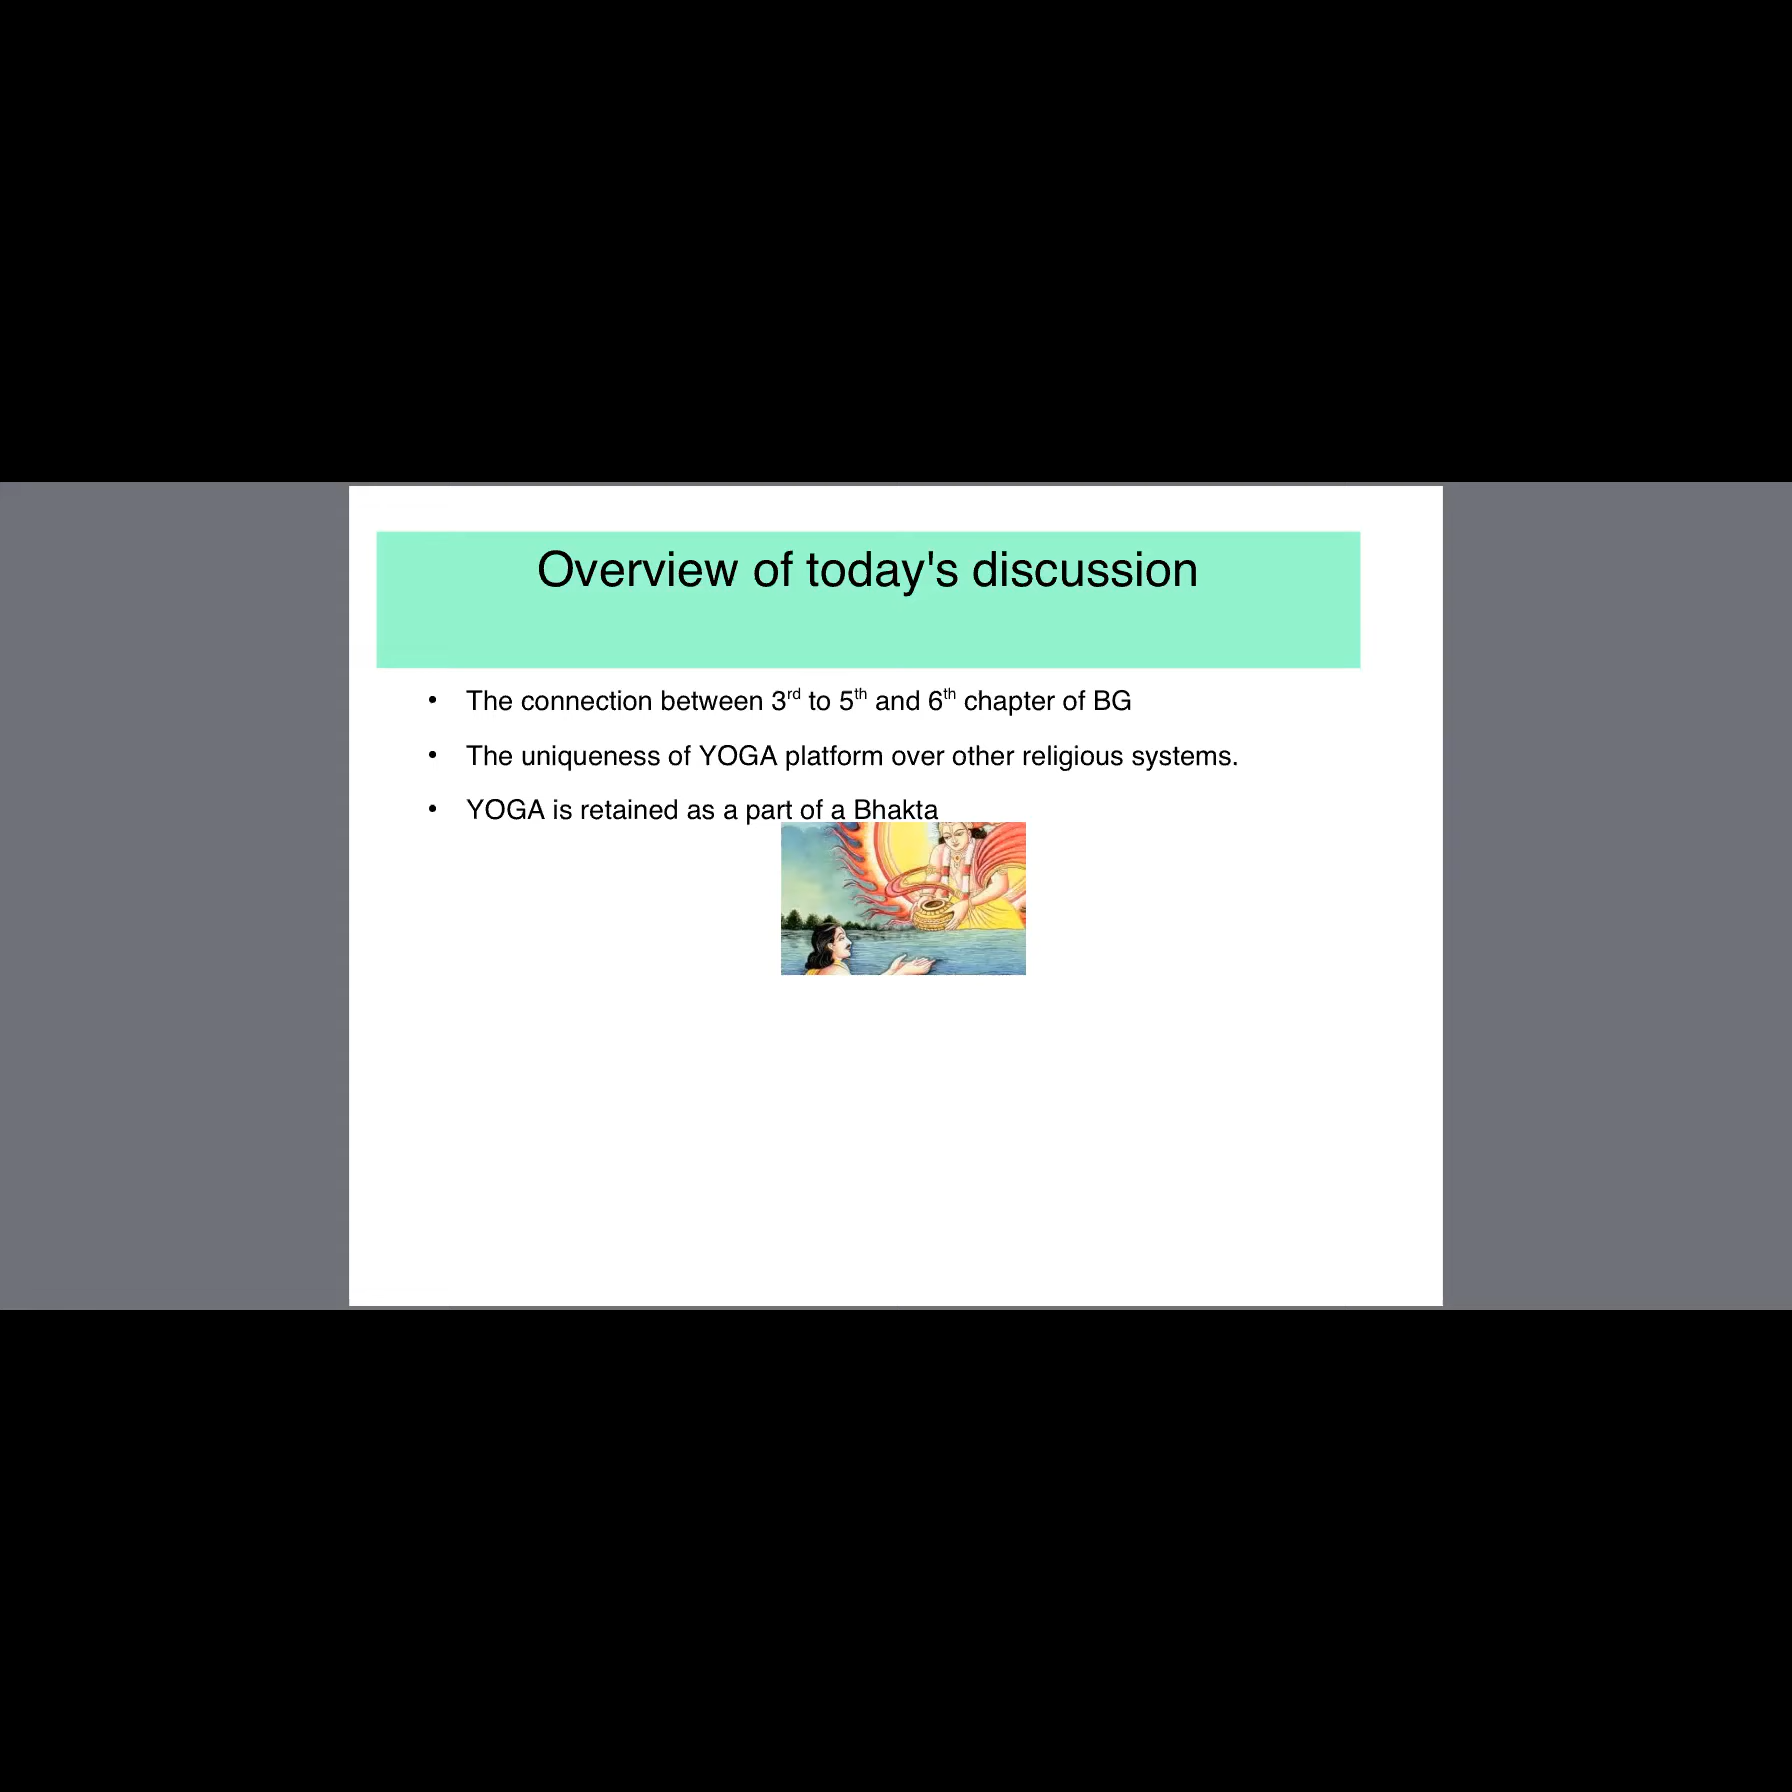 Overview of today's discussion
• The connection between 3rd to 5th and 6th chapter of BG
• The uniqueness of YOGA platform over other religious systems.
• YOGA is retained as a part of a Bhakta